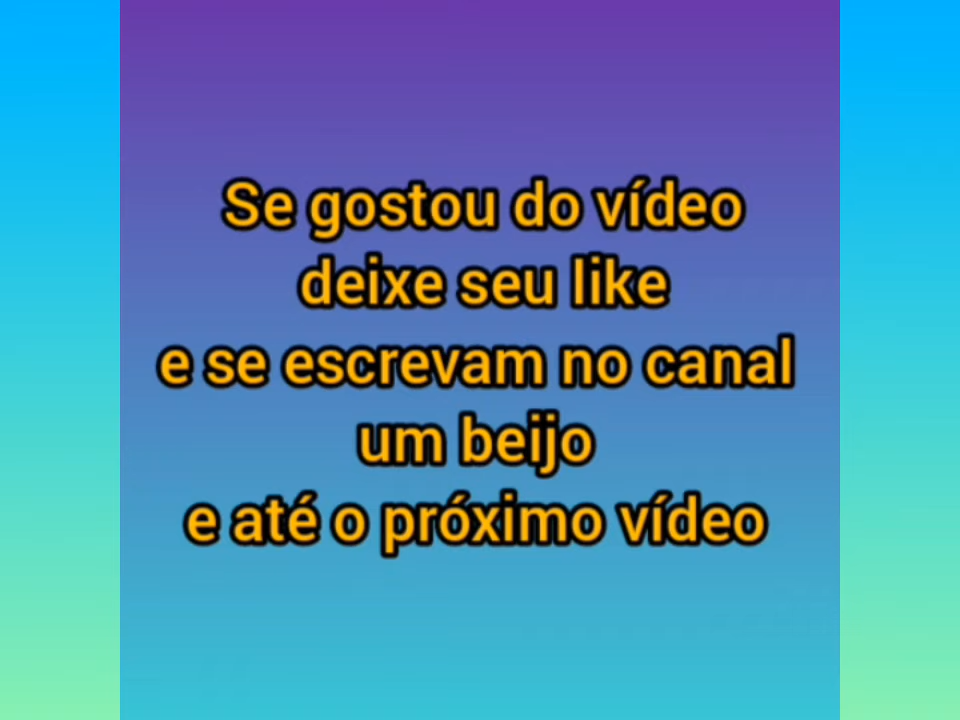 Se gostou do vídeo
deixe seu like
e se escrevam no canal
um beijo
e até o próximo vídeo